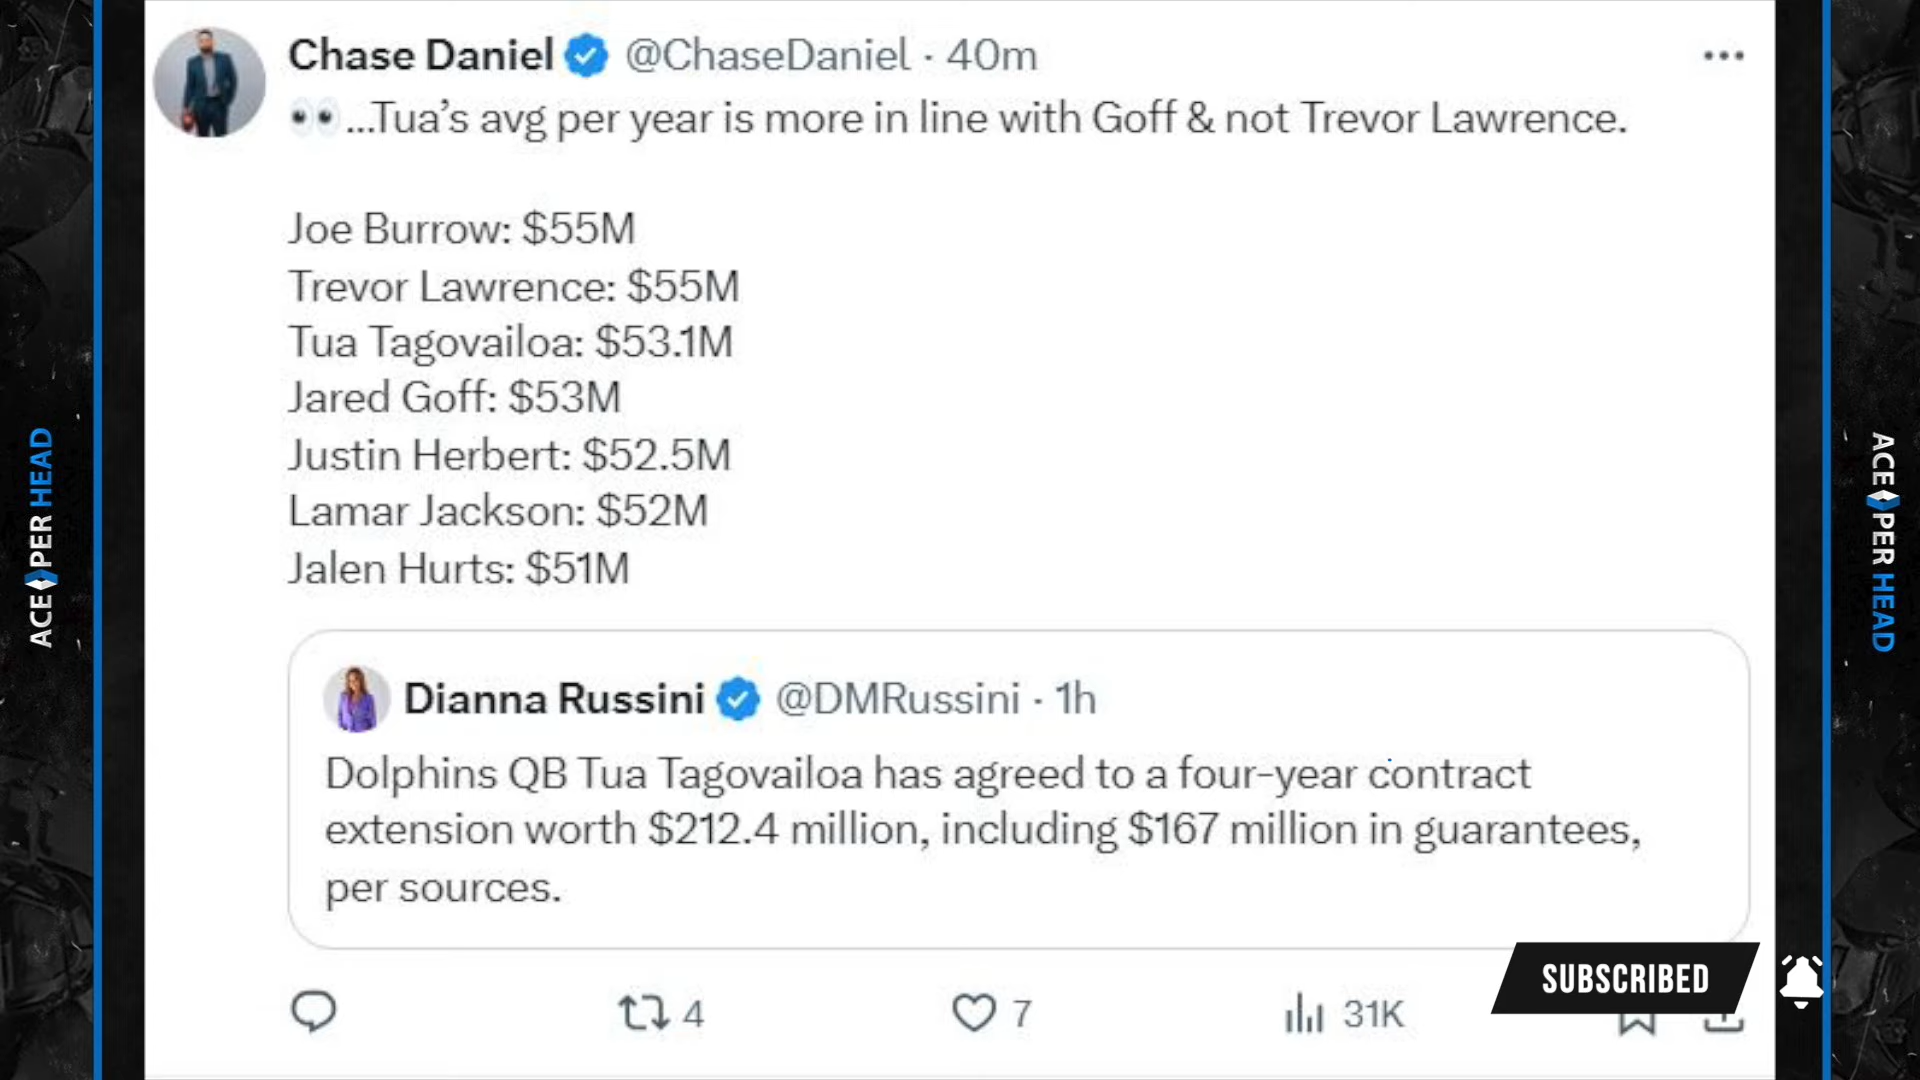 Chase Daniel @ChaseDaniel · 40m
👀...Tua’s avg per year is more in line with Goff & not Trevor Lawrence.
Joe Burrow: $55M
Trevor Lawrence: $55M
Tua Tagovailoa: $53.1M
Jared Goff: $53M
Justin Herbert: $52.5M
Lamar Jackson: $52M
Jalen Hurts: $51M
Dianna Russini @DMRussini · 1h
Dolphins QB Tua Tagovailoa has agreed to a four-year contract
extension worth $212.4 million, including $167 million in guarantees,
per sources.
4 7 31K
SUBSCRIBED
ACE PER HEAD
ACE PER HEAD